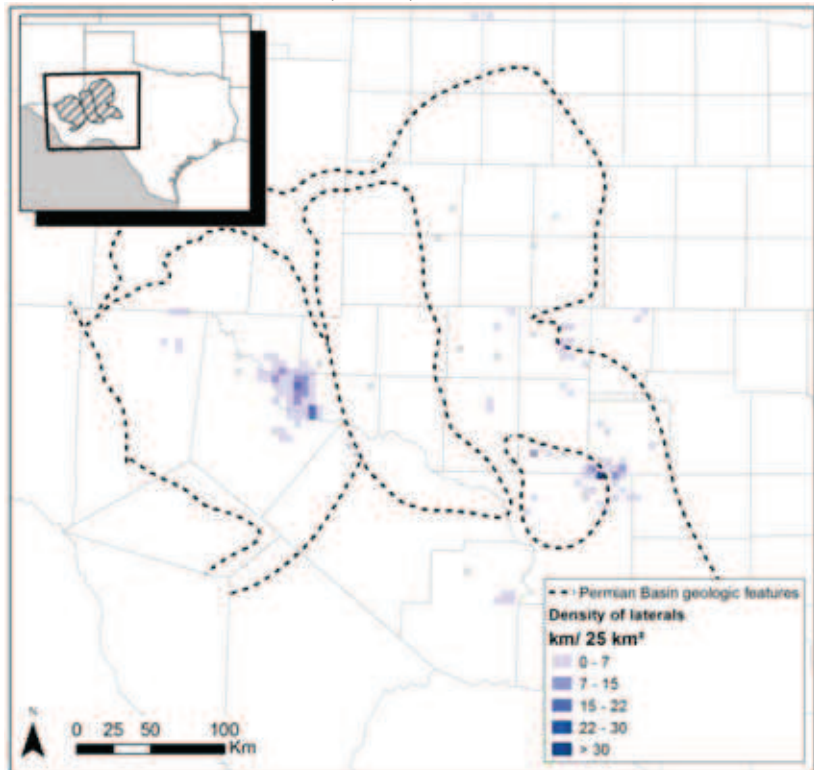 Permian Basin geologic features
Density of laterals
km/ 25 km²
0 - 7
7 - 15
15 - 22
22 - 30
> 30
N
0 25 50 100
Km